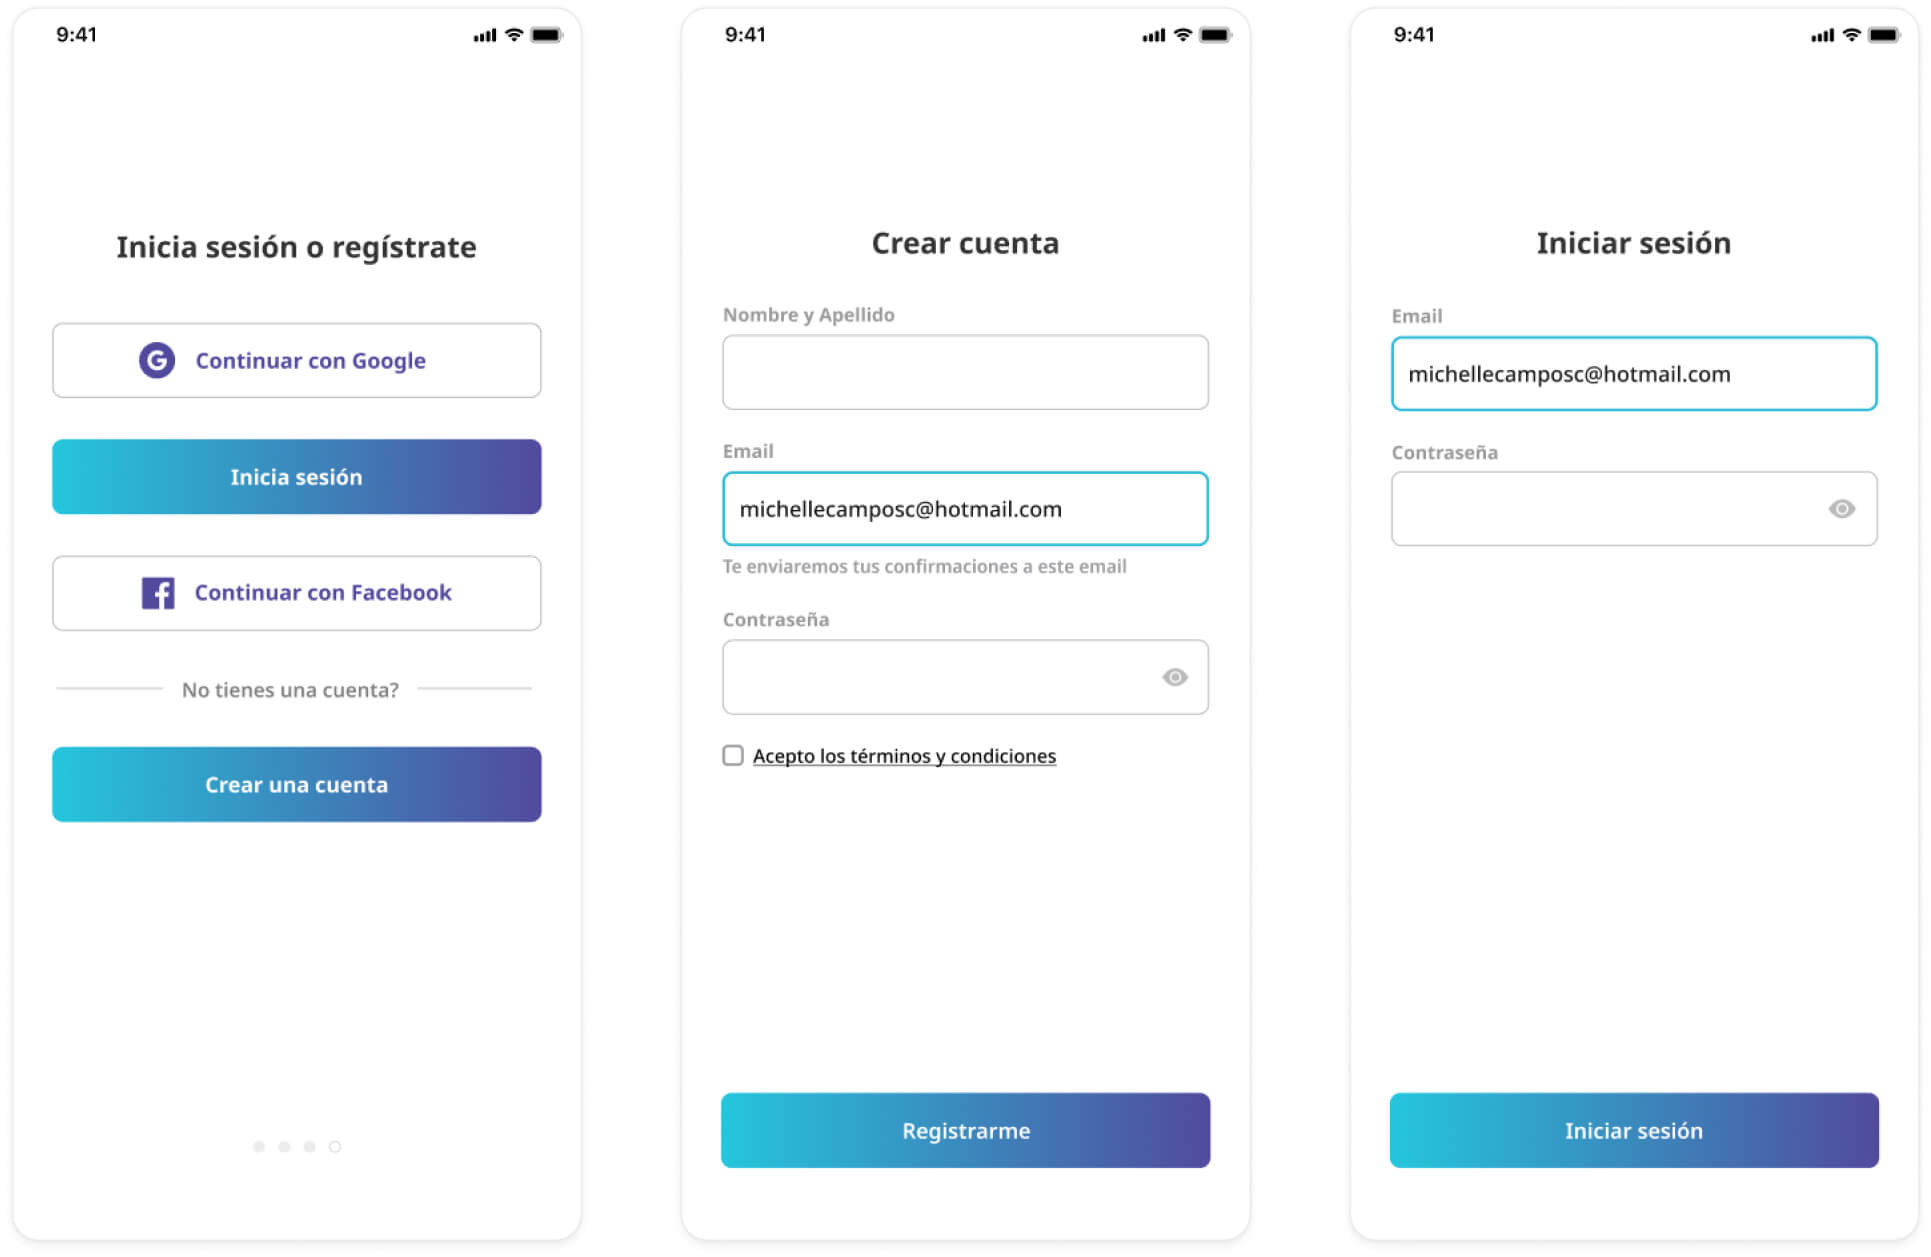 9:41
Inicia sesión o regístrate
Continuar con Google
Inicia sesión
Continuar con Facebook
No tienes una cuenta?
Crear una cuenta
9:41
Crear cuenta
Nombre y Apellido
Email
michellecamposc@hotmail.com
Te enviaremos tus confirmaciones a este email
Contraseña
Acepto los términos y condiciones
Registrarme
9:41
Iniciar sesión
Email
michellecamposc@hotmail.com
Contraseña
Iniciar sesión